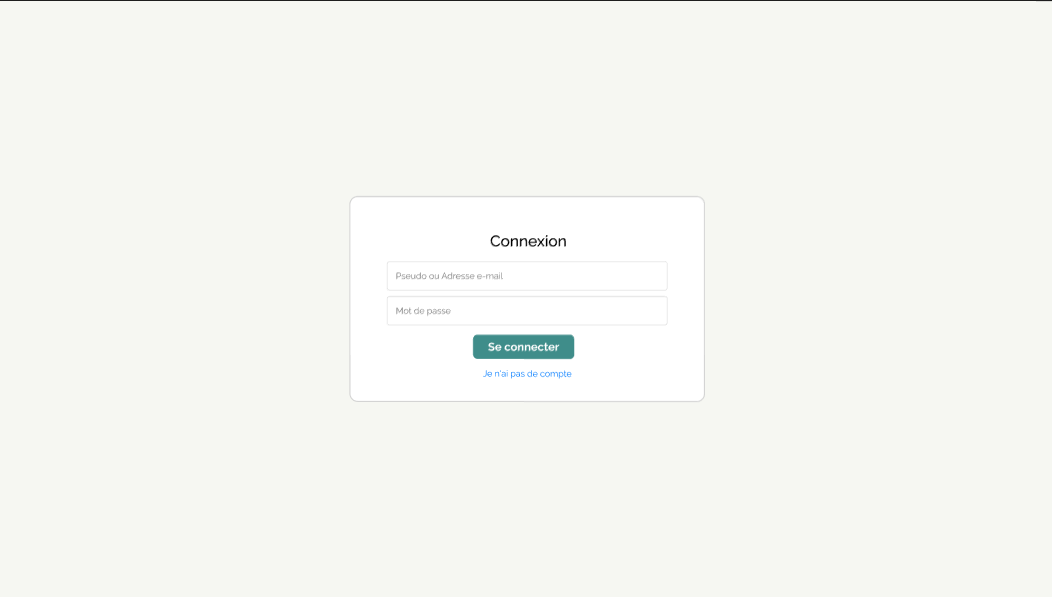 Connexion
Pseudo ou Adresse e-mail
Mot de passe
Se connecter
Je n'ai pas de compte